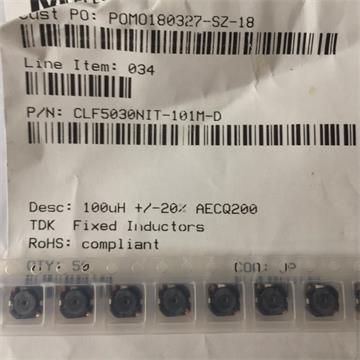 Cust PO: POMO180327-SZ-18
Line Item: 034
P/N: CLF5030NIT-101M-D
Desc: 100uH +/-20% AECQ200
TDK Fixed Inductors
RoHS: compliant
QTY: 50 COO: JP